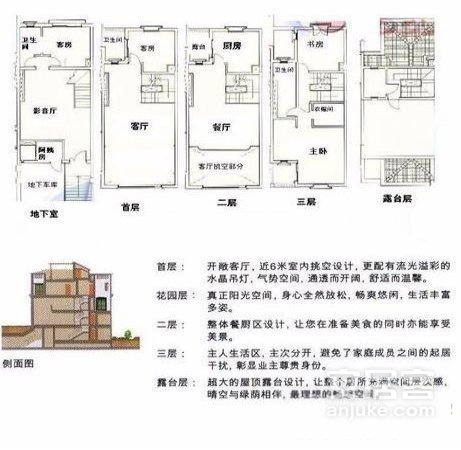 卫生间
客房
影音厅
阿姨房
地下车库
地下室
卫生间
客房
客厅
首层
露台
厨房
餐厅
客厅挑空部分
二层
书房
卫生间
衣帽间
主卧
三层
露台层
侧面图
首层： 开敞客厅，近6米室内挑空设计，更配有流光溢彩的
水晶吊灯，气势空间，通透而开阔，舒适而温馨。
花园层： 真正阳光空间，身心全然放松，畅爽悠闲，生活丰富
多姿。
二层： 整体餐厨区设计，让您在准备美食的同时亦能享受
美景。
三层： 主人生活区，主次分开，避免了家庭成员之间的起居
干扰，彰显业主尊贵身份。
露台层： 超大的屋顶露台设计，让整个居所充满空间层次感，
晴空与绿荫相伴，最理想的
安居客
anjuke.com